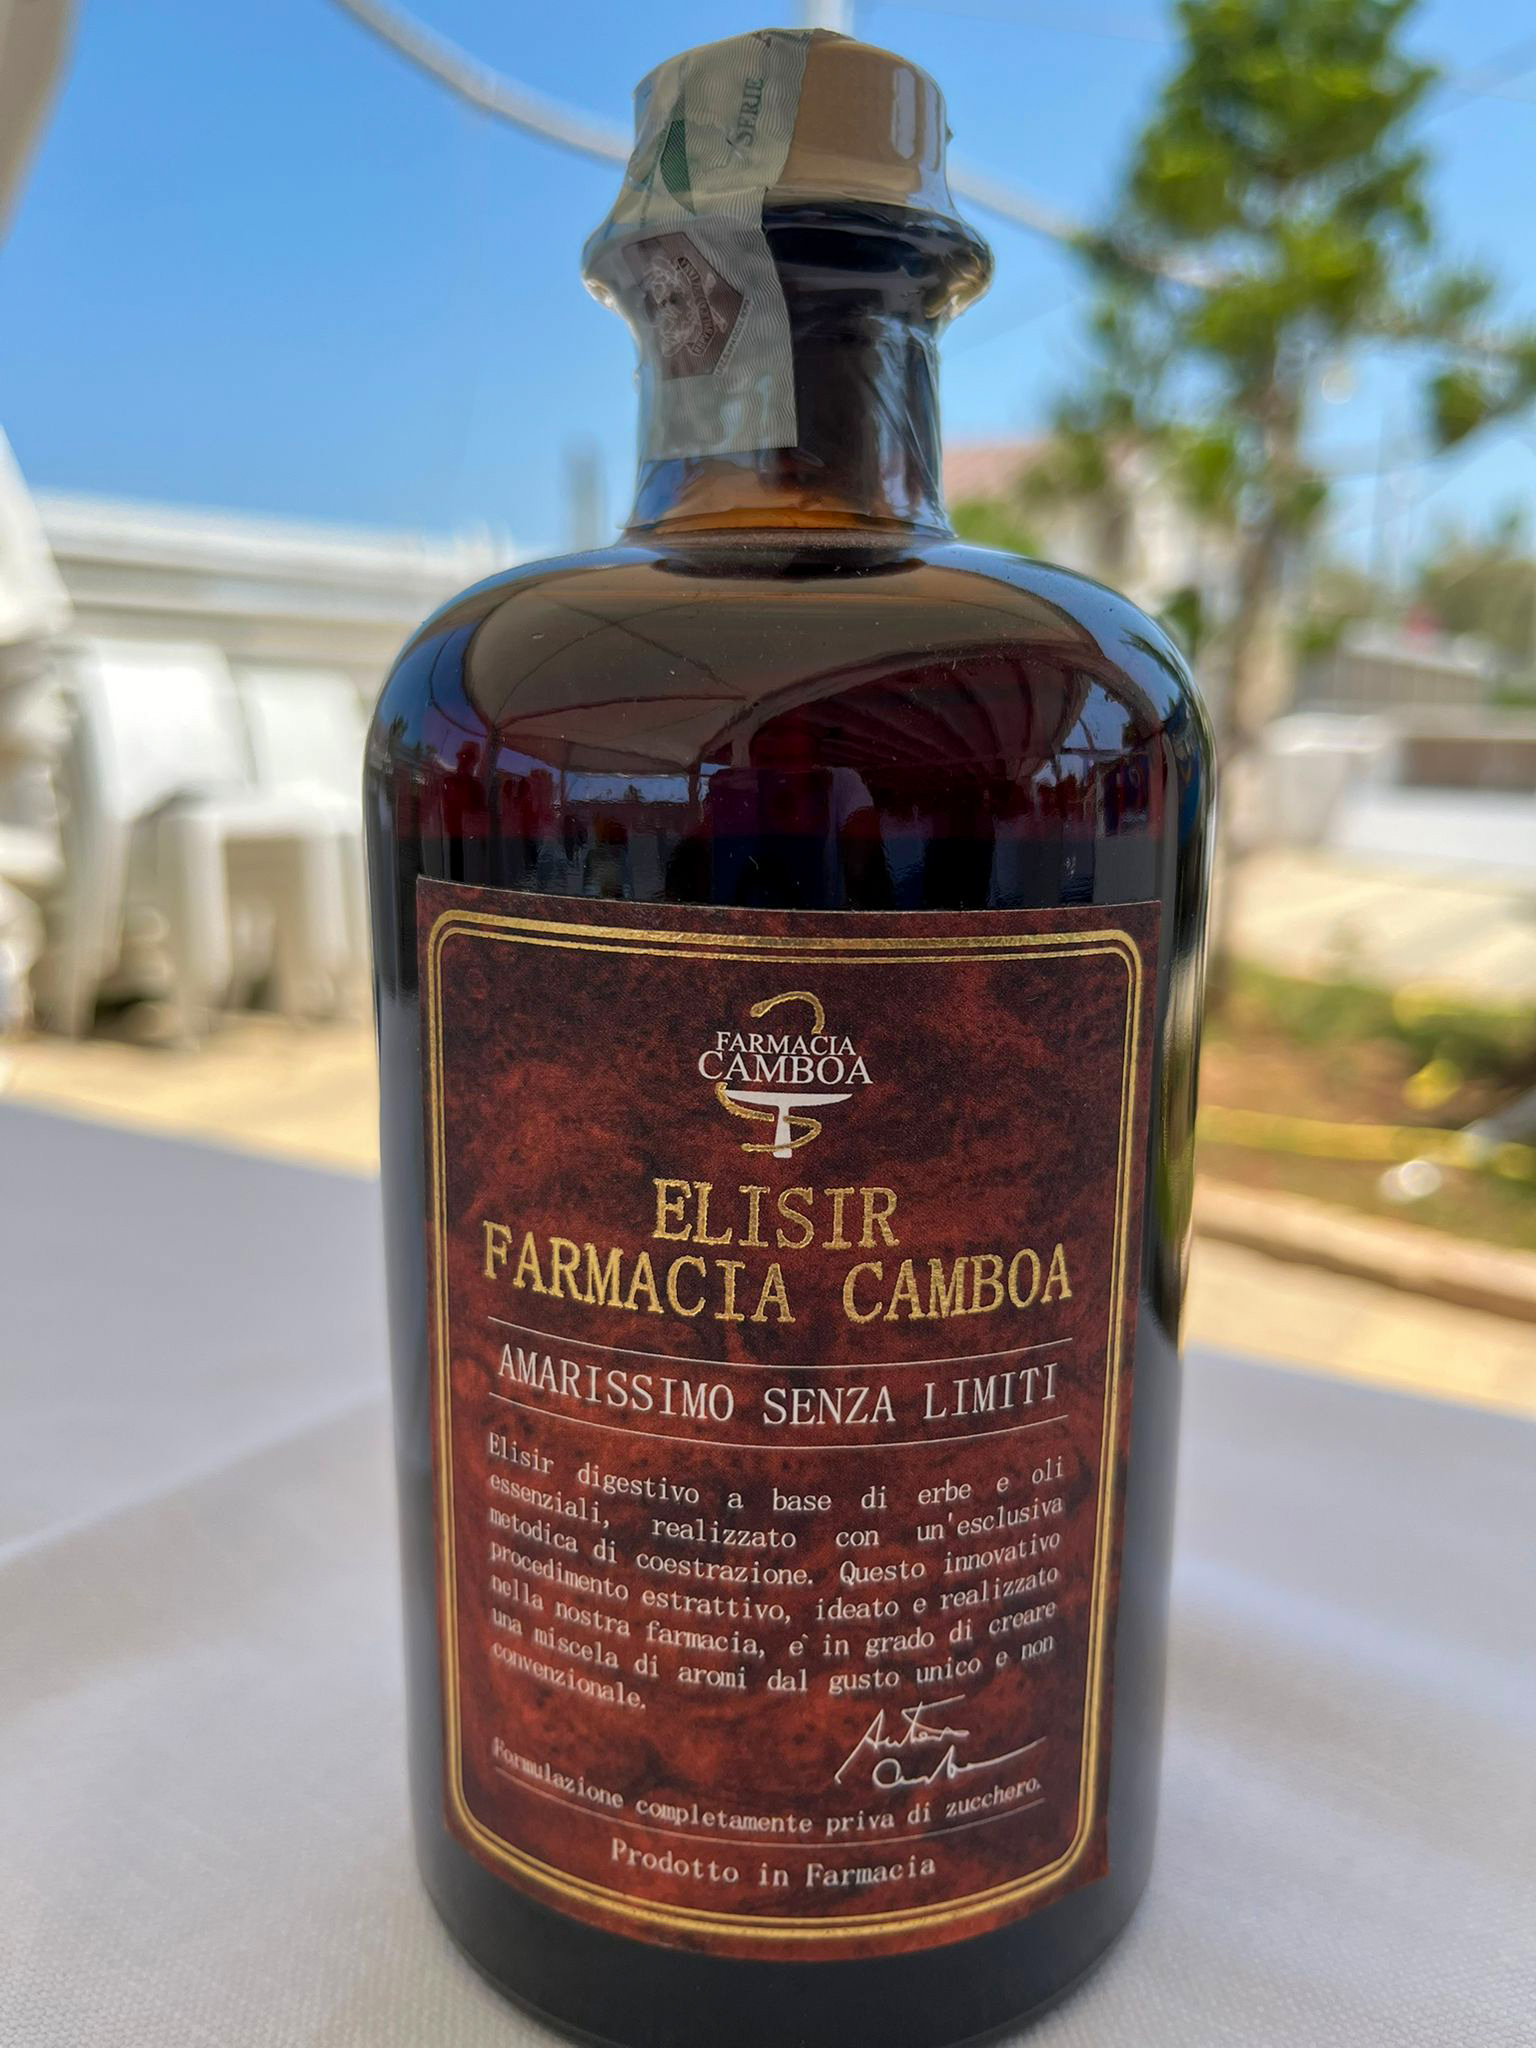 SERIE
FARMACIA
CAMBOA
ELISIR
FARMACIA CAMBOA
AMARISSIMO SENZA LIMITI
Elisir digestivo a base di erbe e oli
essenziali, realizzato con un'esclusiva
metodica di coestrazione. Questo innovativo
procedimento estrattivo, ideato e realizzato
nella nostra farmacia, e` in grado di creare
una miscela di aromi dal gusto unico e non
convenzionale.
Formulazione completamente priva di zucchero.
Prodotto in Farmacia